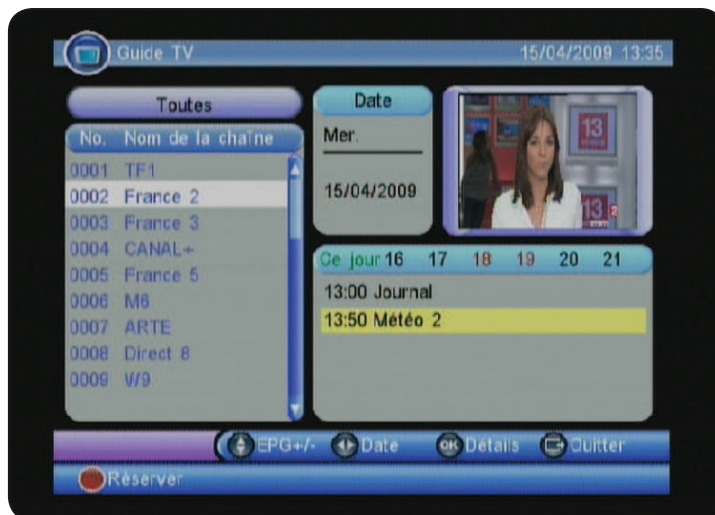 Guide TV 15/04/2009 13:35
Toutes
No. Nom de la chaîne
0001 TF1
0002 France 2
0003 France 3
0004 CANAL+
0005 France 5
0006 M6
0007 ARTE
0008 Direct 8
0009 W9
Date
Mer.
15/04/2009
13
13 2
Ce jour 16 17 18 19 20 21
13:00 Journal
13:50 Météo 2
EPG+/- Date OK Détails Quitter
Réserver